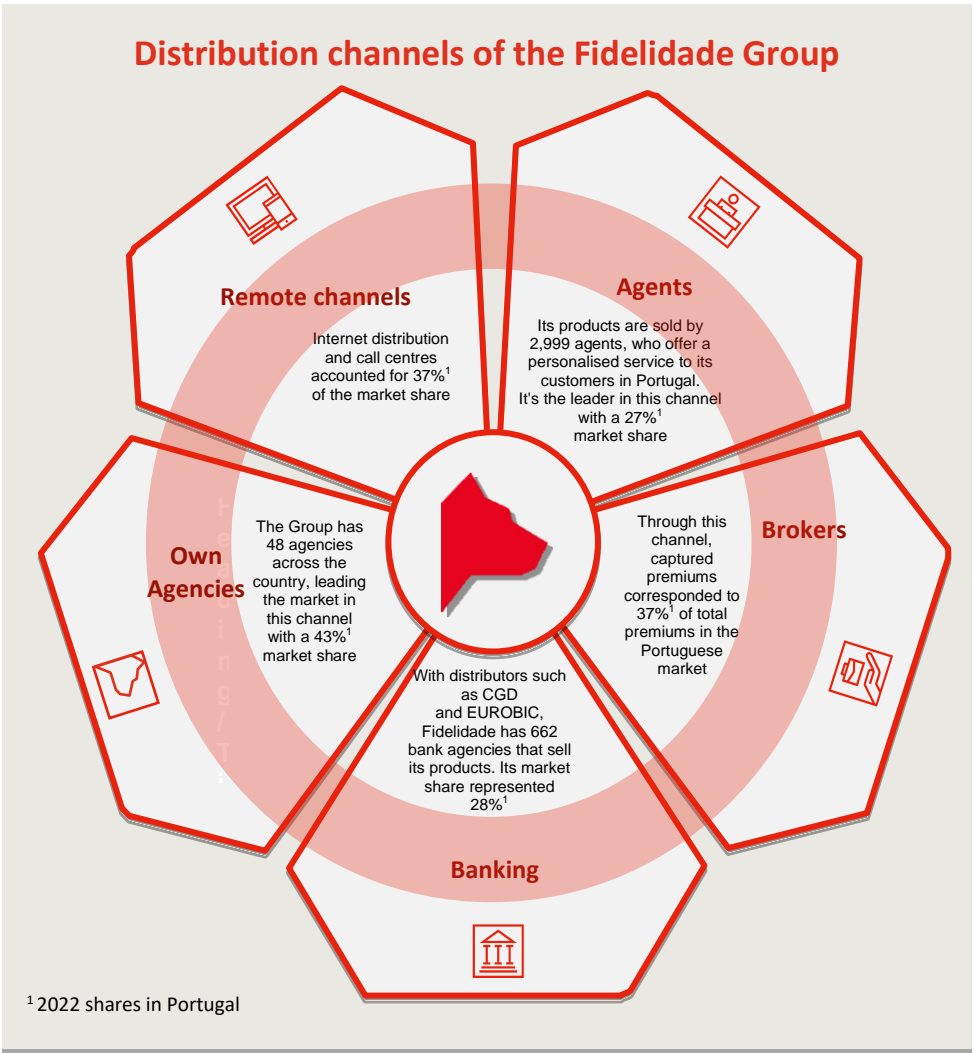 Distribution channels of the Fidelidade Group
Remote channels
Internet distribution
and call centres
accounted for 37%¹
of the market share
Agents
Its products are sold by
2,999 agents, who offer a
personalised service to its
customers in Portugal.
It's the leader in this channel
with a 27%¹
market share
Own
Agencies
The Group has
48 agencies
across the
country, leading
the market in
this channel
with a 43%¹
market share
Brokers
Through this
channel,
captured
premiums
corresponded to
37%¹ of total
premiums in the
Portuguese
market
With distributors such
as CGD
and EUROBIC,
Fidelidade has 662
bank agencies that sell
its products. Its market
share represented
28%¹
Banking
¹ 2022 shares in Portugal